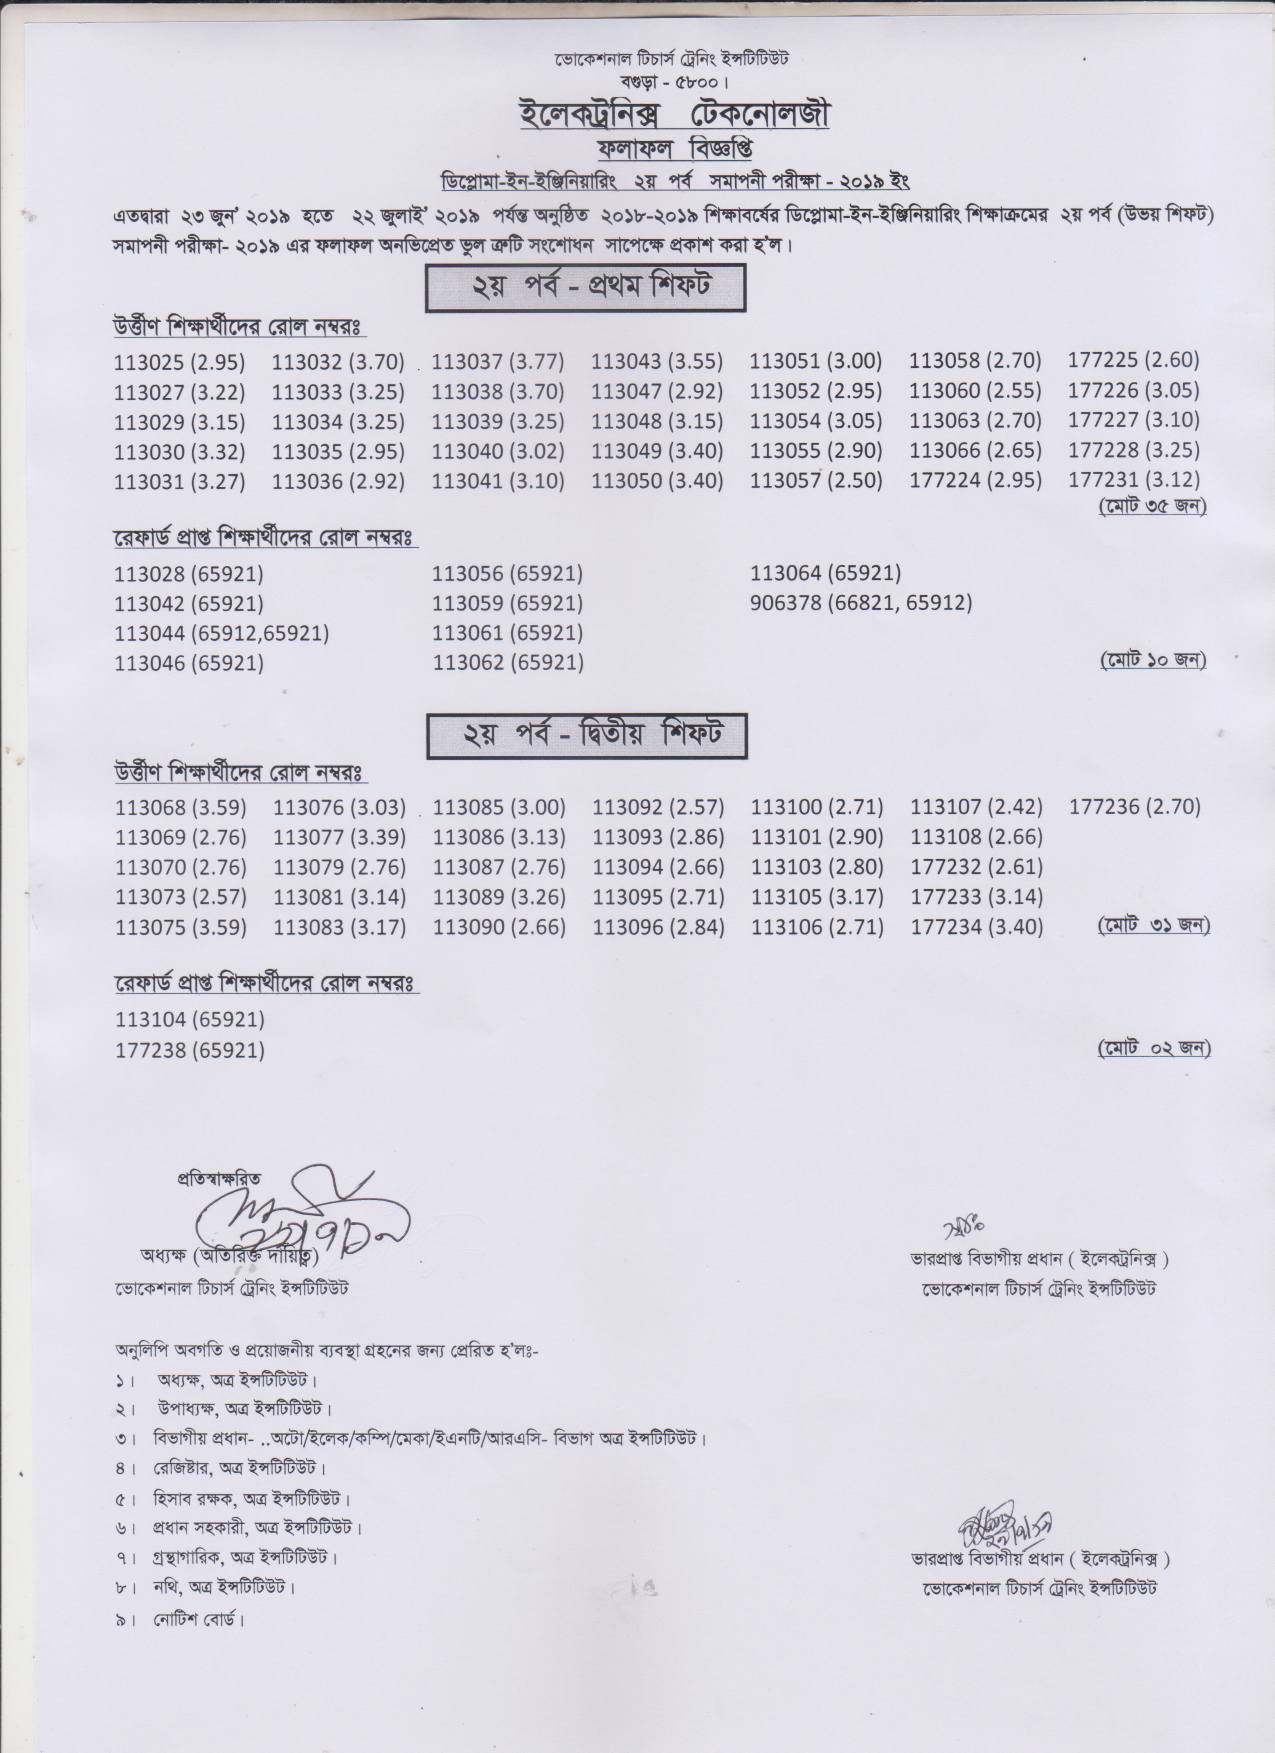 ভোকেশনাল টিচার্স ট্রেনিং ইন্সটিটিউট
বগুড়া - ৫৮০০।
ইলেকট্রনিক্স টেকনোলজী
ফলাফল বিজ্ঞপ্তি
ডিপ্লোমা-ইন-ইঞ্জিনিয়ারিং ২য় পর্ব সমাপনী পরীক্ষা - ২০১৯ ইং
এতদ্বারা ২৩ জুন' ২০১৯ হতে ২২ জুলাই' ২০১৯ পর্যন্ত অনুষ্ঠিত ২০১৮-২০১৯ শিক্ষাবর্ষের ডিপ্লোমা-ইন-ইঞ্জিনিয়ারিং শিক্ষাক্রমের ২য় পর্ব (উভয় শিফট)
সমাপনী পরীক্ষা- ২০১৯ এর ফলাফল অনভিপ্রেত ভুল ত্রুটি সংশোধন সাপেক্ষে প্রকাশ করা হ'ল।
২য় পর্ব - প্রথম শিফট
উর্ত্তীণ শিক্ষার্থীদের রোল নম্বরঃ
113025 (2.95) 113032 (3.70) 113037 (3.77) 113043 (3.55) 113051 (3.00) 113058 (2.70) 177225 (2.60)
113027 (3.22) 113033 (3.25) 113038 (3.70) 113047 (2.92) 113052 (2.95) 113060 (2.55) 177226 (3.05)
113029 (3.15) 113034 (3.25) 113039 (3.25) 113048 (3.15) 113054 (3.05) 113063 (2.70) 177227 (3.10)
113030 (3.32) 113035 (2.95) 113040 (3.02) 113049 (3.40) 113055 (2.90) 113066 (2.65) 177228 (3.25)
113031 (3.27) 113036 (2.92) 113041 (3.10) 113050 (3.40) 113057 (2.50) 177224 (2.95) 177231 (3.12)
(মোট ৩৫ জন)
রেফার্ড প্রাপ্ত শিক্ষার্থীদের রোল নম্বরঃ
113028 (65921) 113056 (65921) 113064 (65921)
113042 (65921) 113059 (65921) 906378 (66821, 65912)
113044 (65912,65921) 113061 (65921)
113046 (65921) 113062 (65921) (মোট ১০ জন)
২য় পর্ব - দ্বিতীয় শিফট
উর্ত্তীণ শিক্ষার্থীদের রোল নম্বরঃ
113068 (3.59) 113076 (3.03) 113085 (3.00) 113092 (2.57) 113100 (2.71) 113107 (2.42) 177236 (2.70)
113069 (2.76) 113077 (3.39) 113086 (3.13) 113093 (2.86) 113101 (2.90) 113108 (2.66)
113070 (2.76) 113079 (2.76) 113087 (2.76) 113094 (2.66) 113103 (2.80) 177232 (2.61)
113073 (2.57) 113081 (3.14) 113089 (3.26) 113095 (2.71) 113105 (3.17) 177233 (3.14)
113075 (3.59) 113083 (3.17) 113090 (2.66) 113096 (2.84) 113106 (2.71) 177234 (3.40) (মোট ৩১ জন)
রেফার্ড প্রাপ্ত শিক্ষার্থীদের রোল নম্বরঃ
113104 (65921)
177238 (65921) (মোট ০২ জন)
প্রতিস্বাক্ষরিত
অধ্যক্ষ (অতিরিক্ত দায়িত্ব) ভারপ্রাপ্ত বিভাগীয় প্রধান ( ইলেকট্রনিক্স )
ভোকেশনাল টিচার্স ট্রেনিং ইন্সটিটিউট ভোকেশনাল টিচার্স ট্রেনিং ইন্সটিটিউট
অনুলিপি অবগতি ও প্রয়োজনীয় ব্যবস্থা গ্রহনের জন্য প্রেরিত হ'লঃ-
১। অধ্যক্ষ, অত্র ইন্সটিটিউট।
২। উপাধ্যক্ষ, অত্র ইন্সটিটিউট।
৩। বিভাগীয় প্রধান- ..অটো/ইলেক/কম্পি/মেকা/ইএনটি/আরএসি- বিভাগ অত্র ইন্সটিটিউট।
৪। রেজিষ্টার, অত্র ইন্সটিটিউট।
৫। হিসাব রক্ষক, অত্র ইন্সটিটিউট।
৬। প্রধান সহকারী, অত্র ইন্সটিটিউট।
৭। গ্রন্থাগারিক, অত্র ইন্সটিটিউট।
ভারপ্রাপ্ত বিভাগীয় প্রধান ( ইলেকট্রনিক্স )
৮। নথি, অত্র ইন্সটিটিউট।
ভোকেশনাল টিচার্স ট্রেনিং ইন্সটিটিউট
৯। নোটিশ বোর্ড।